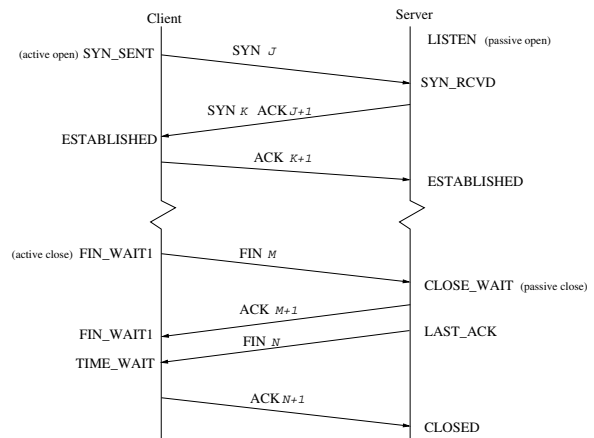 Client
Server
LISTEN (passive open)
(active open) SYN_SENT
SYN J
SYN_RCVD
SYN K ACK J+1
ESTABLISHED
ACK K+1
ESTABLISHED
(active close) FIN_WAIT1
FIN M
CLOSE_WAIT (passive close)
ACK M+1
FIN_WAIT1
LAST_ACK
FIN N
TIME_WAIT
ACK N+1
CLOSED